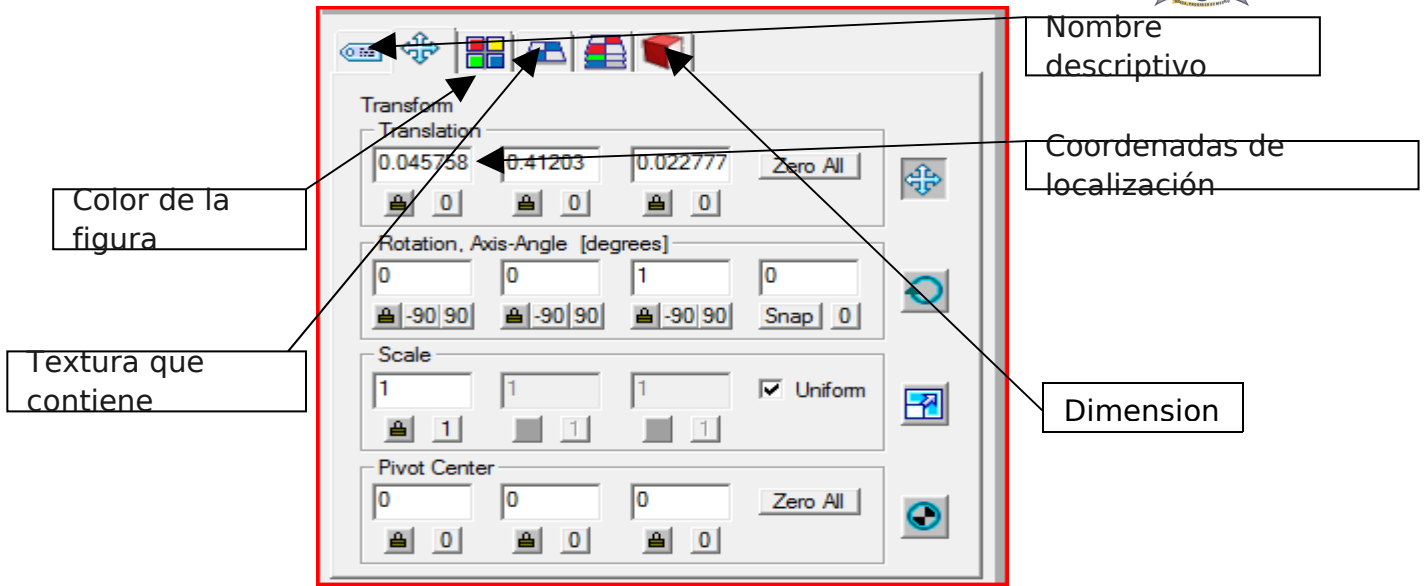 Nombre
descriptivo
Transform
Translation
0.045758 0.41203 0.022777 Zero All
0 0 0
Coordenadas de
localización
Color de la
figura
Rotation, Axis-Angle [degrees]
0 0 1 0
-90 90 -90 90 -90 90 Snap 0
Textura que
contiene
Scale
1 1 1 Uniform
1 1 1
Dimension
Pivot Center
0 0 0 Zero All
0 0 0